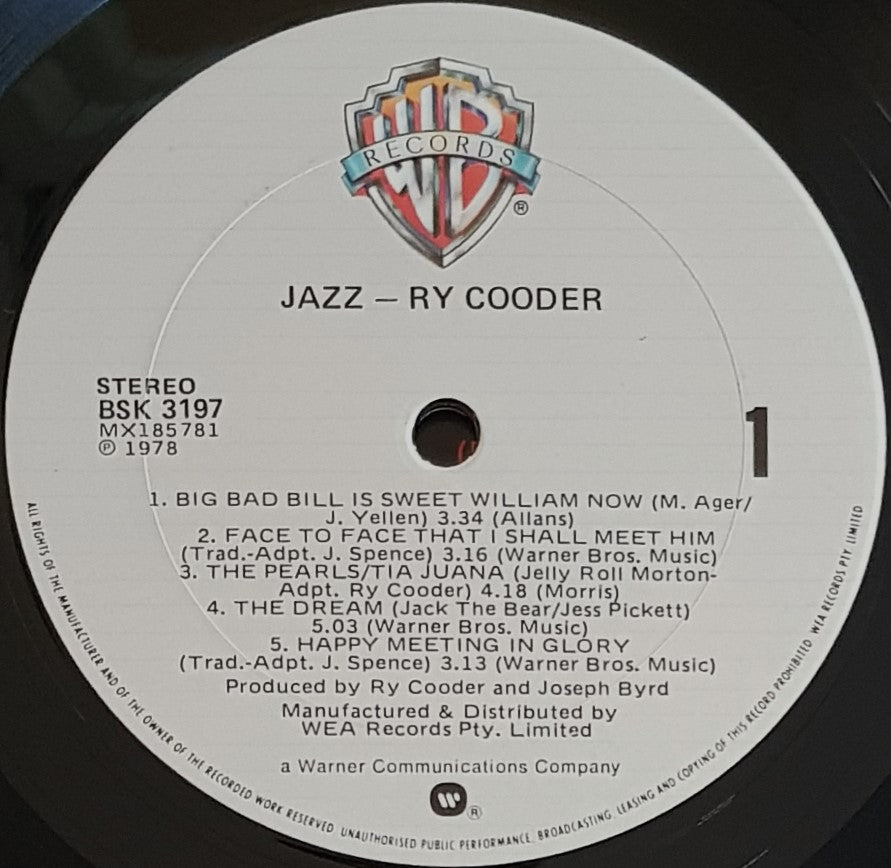 WB
RECORDS
®
JAZZ – RY COODER
STEREO
BSK 3197
MX185781
℗ 1978
1
1. BIG BAD BILL IS SWEET WILLIAM NOW (M. Ager/
J. Yellen) 3.34 (Allans)
2. FACE TO FACE THAT I SHALL MEET HIM
(Trad.-Adpt. J. Spence) 3.16 (Warner Bros. Music)
3. THE PEARLS/TIA JUANA (Jelly Roll Morton-
Adpt. Ry Cooder) 4.18 (Morris)
4. THE DREAM (Jack The Bear/Jess Pickett)
5.03 (Warner Bros. Music)
5. HAPPY MEETING IN GLORY
(Trad.-Adpt. J. Spence) 3.13 (Warner Bros. Music)
Produced by Ry Cooder and Joseph Byrd
Manufactured & Distributed by
WEA Records Pty. Limited
a Warner Communications Company
®
ALL RIGHTS OF THE MANUFACTURER AND OF THE OWNER OF THE RECORDED WORK RESERVED. UNAUTHORISED PUBLIC PERFORMANCE, BROADCASTING, LEASING AND COPYING OF THIS RECORD PROHIBITED. WEA RECORDS PTY LIMITED